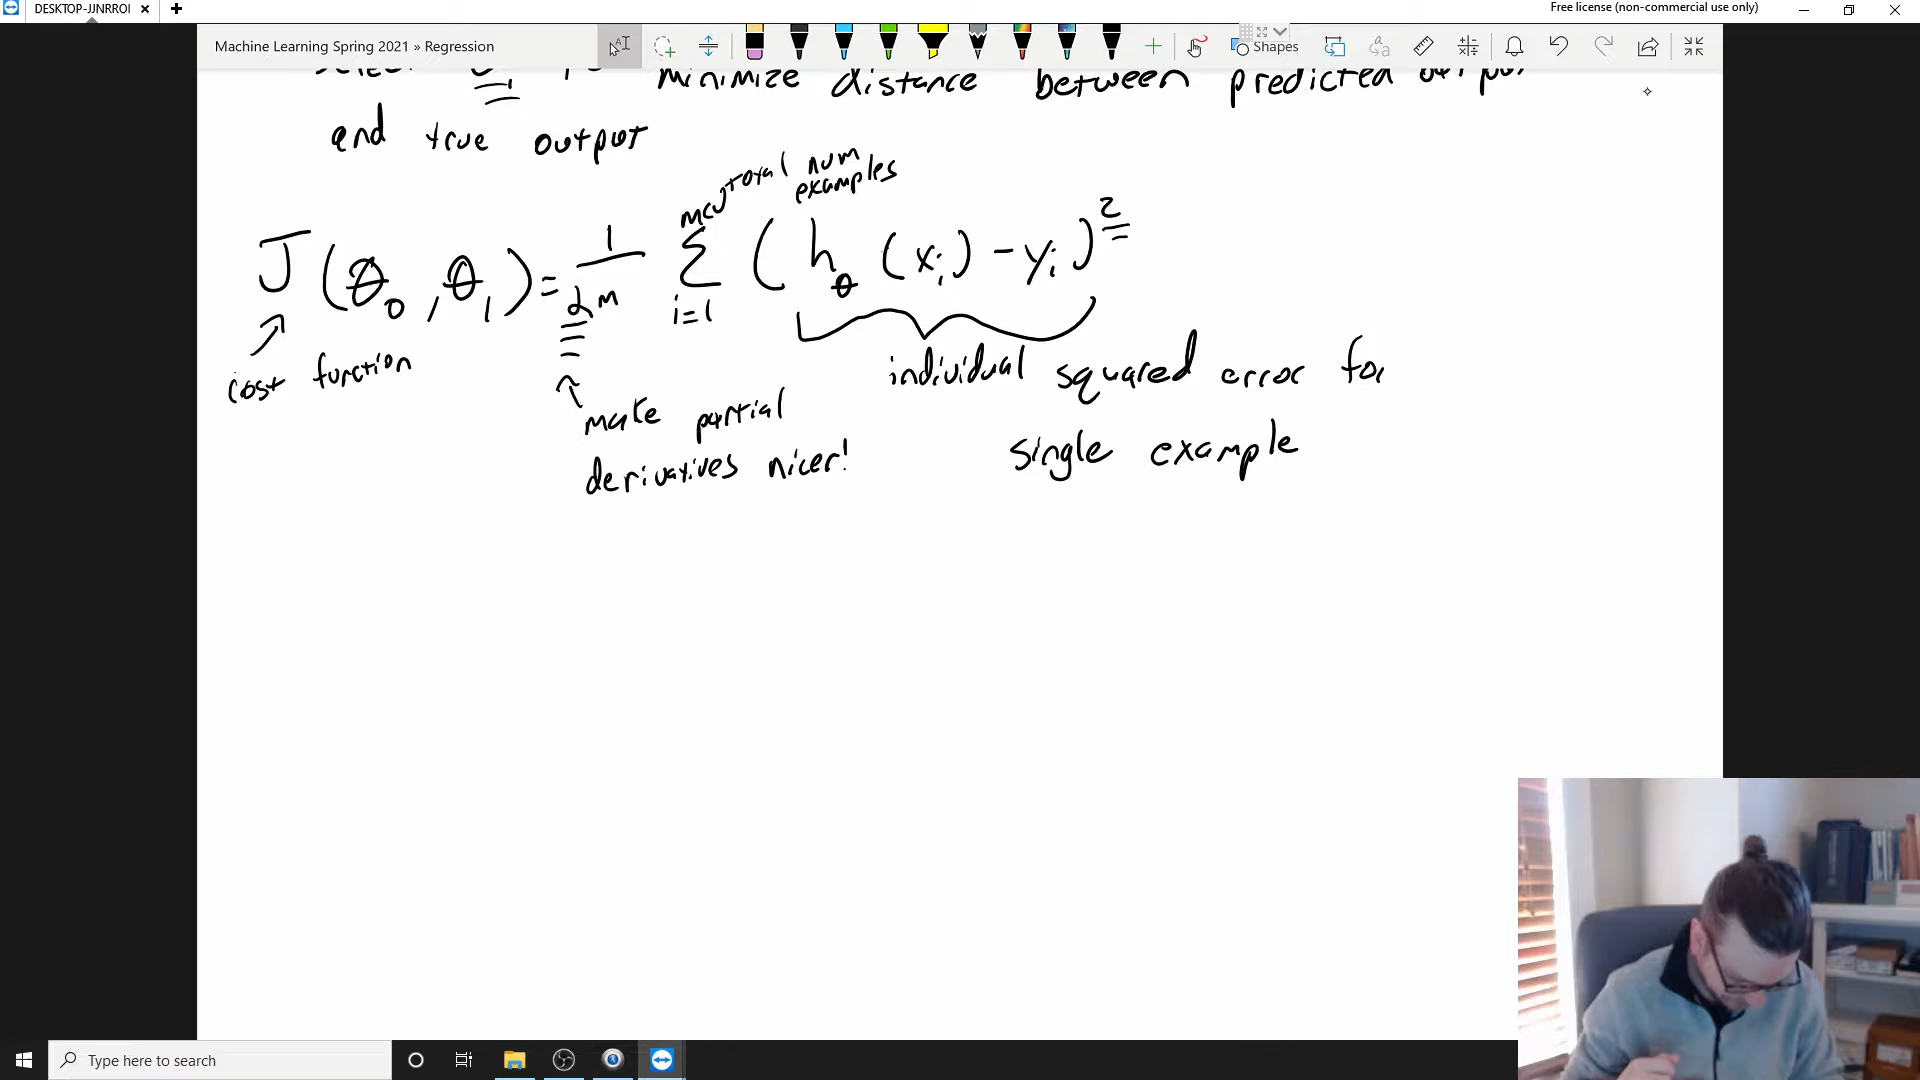 DESKTOP-JJNRROI
Free license (non-commercial use only)
Machine Learning Spring 2021 » Regression
Shapes
minimize distance between predicted output
and true output
total num
examples
J(θ₀,θ₁)=1/2m Σ i=1 (hθ(xi)-yi)²
cost function
individual squared error for
make partial
single example
derivatives nicer!
Type here to search